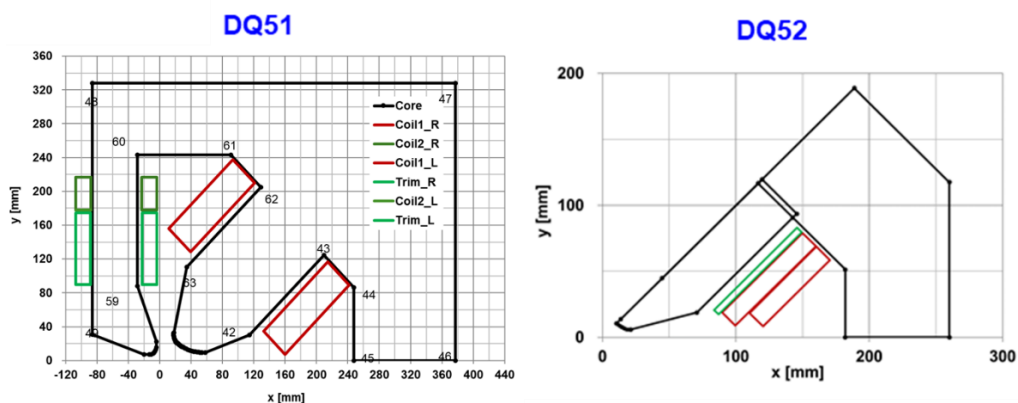 DQ51
360
320
280
240
200
160
120
80
40
0
y [mm]
-120 -80 -40 0 40 80 120 160 200 240 280 320 360 400 440
x [mm]
48
47
60
61
62
63
59
49
42
43
44
45
46
Core
Coil1_R
Coil2_R
Coil1_L
Trim_R
Coil2_L
Trim_L
DQ52
200
100
0
y [mm]
0 100 200 300
x [mm]